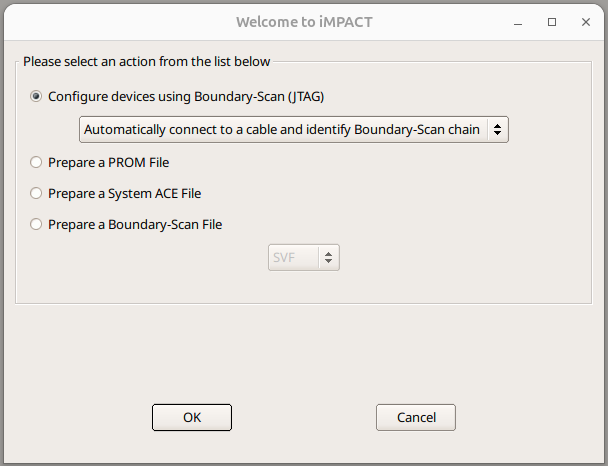 Welcome to iMPACT
Please select an action from the list below
Configure devices using Boundary-Scan (JTAG)
Automatically connect to a cable and identify Boundary-Scan chain
Prepare a PROM File
Prepare a System ACE File
Prepare a Boundary-Scan File
SVF
OK Cancel